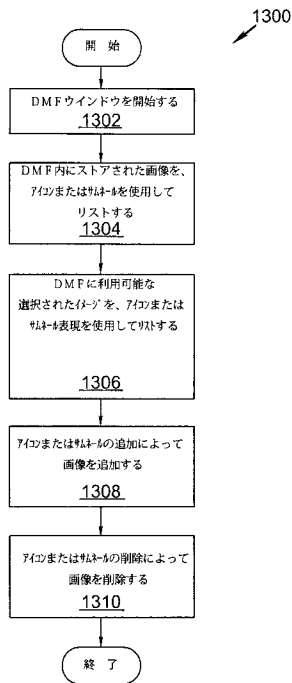 1300
開 始
DMFウインドウを開始する
1302
DMF内にストアされた画像を、
アイコンまたはサムネールを使用して
リストする
1304
DMFに利用可能な
選択されたイメージを、アイコンまたは
サムネール表現を使用してリストする
1306
アイコンまたはサムネールの追加によって
画像を追加する
1308
アイコンまたはサムネールの削除によって
画像を削除する
1310
終 了